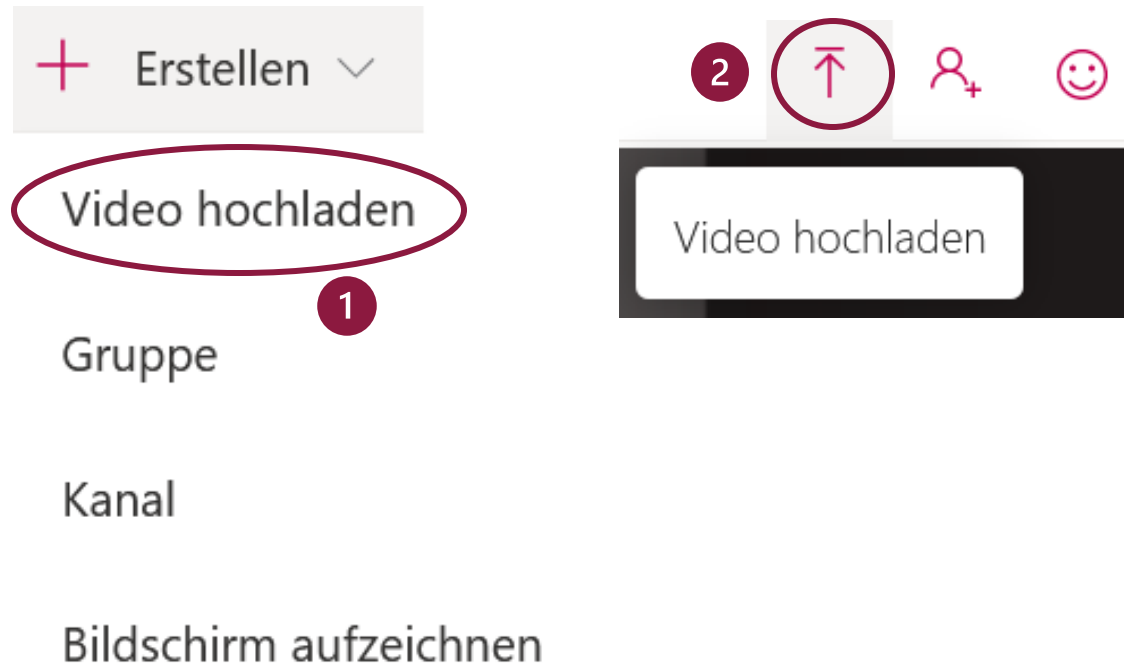 Erstellen
Video hochladen
1
Gruppe
Kanal
Bildschirm aufzeichnen
2
Video hochladen